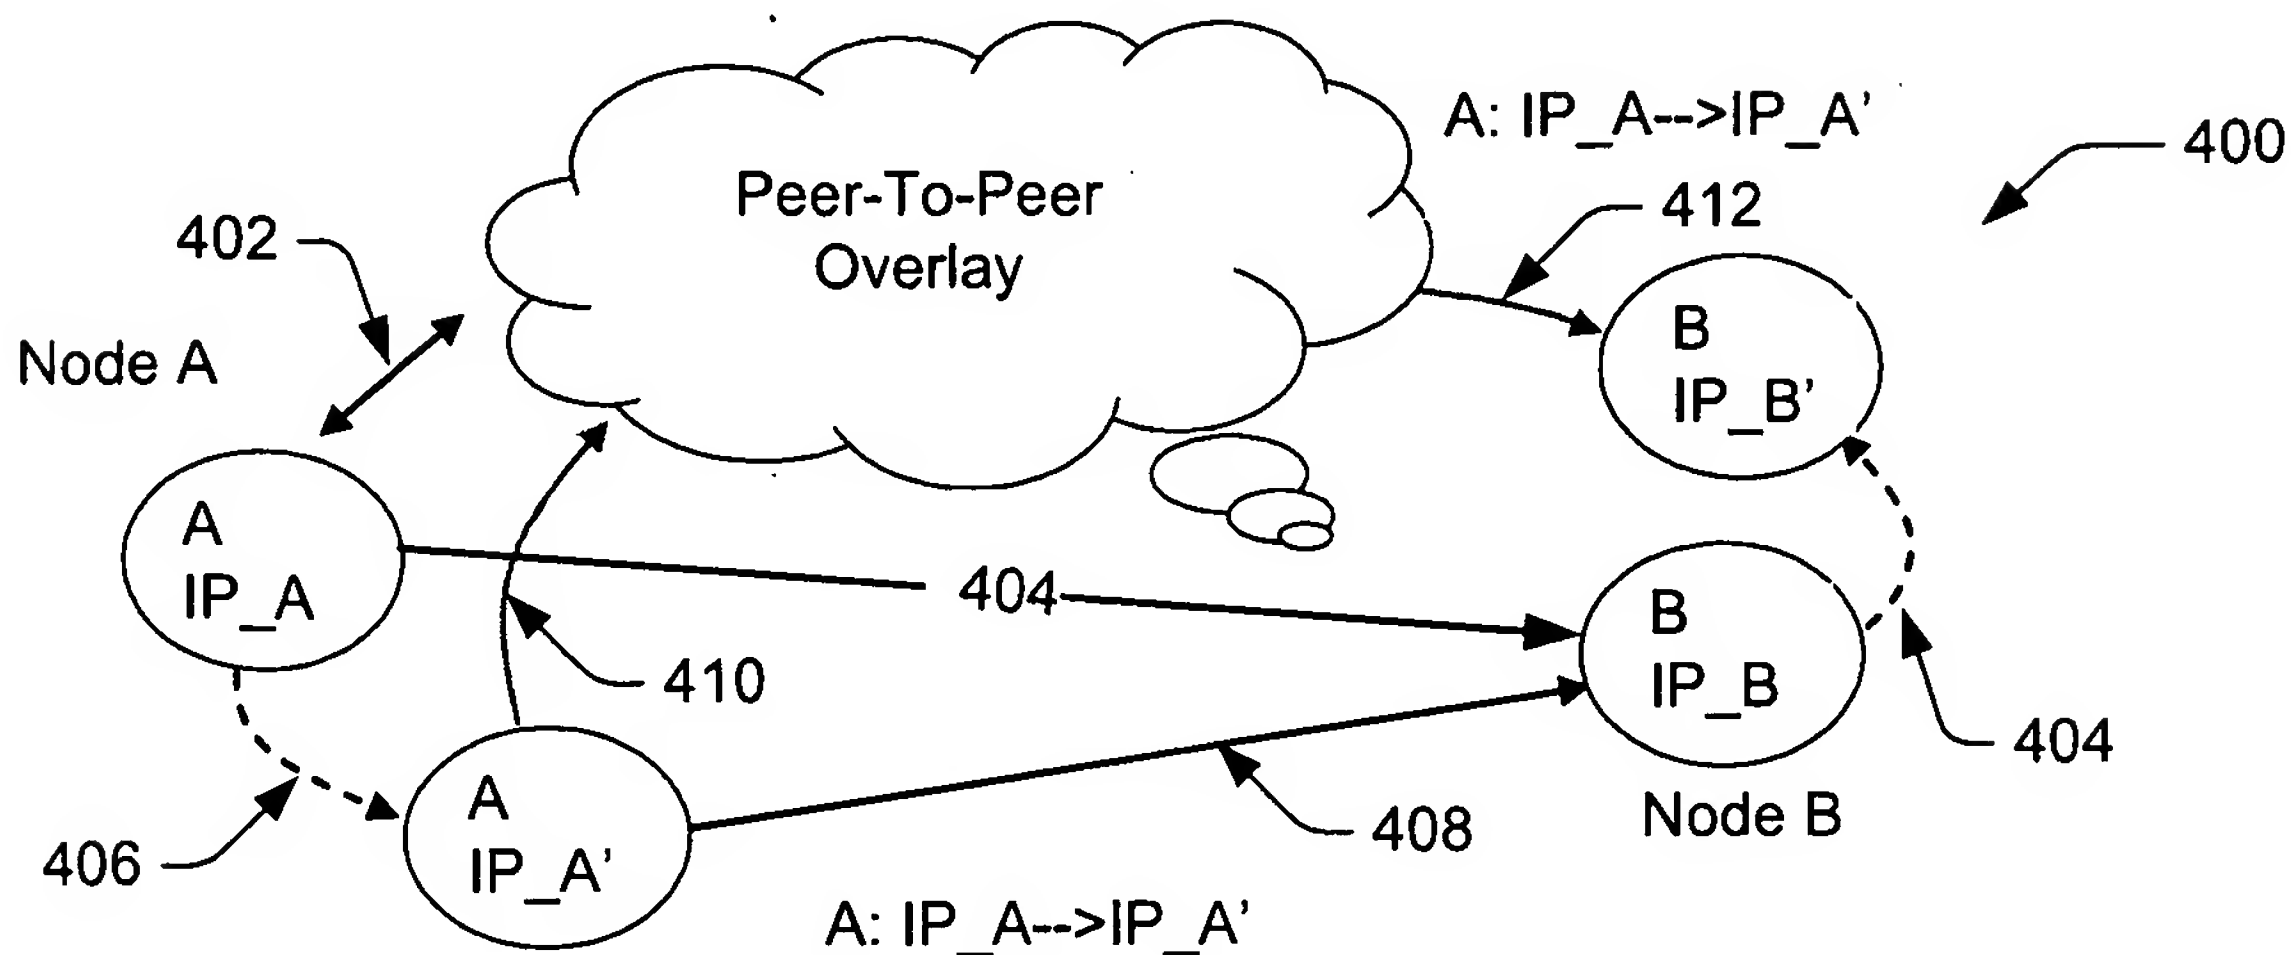 A: IP_A-->IP_A'
400
Peer-To-Peer
Overlay
412
402
Node A
B
IP_B'
A
IP_A
404
B
IP_B
410
404
Node B
408
406
A
IP_A'
A: IP_A-->IP_A'